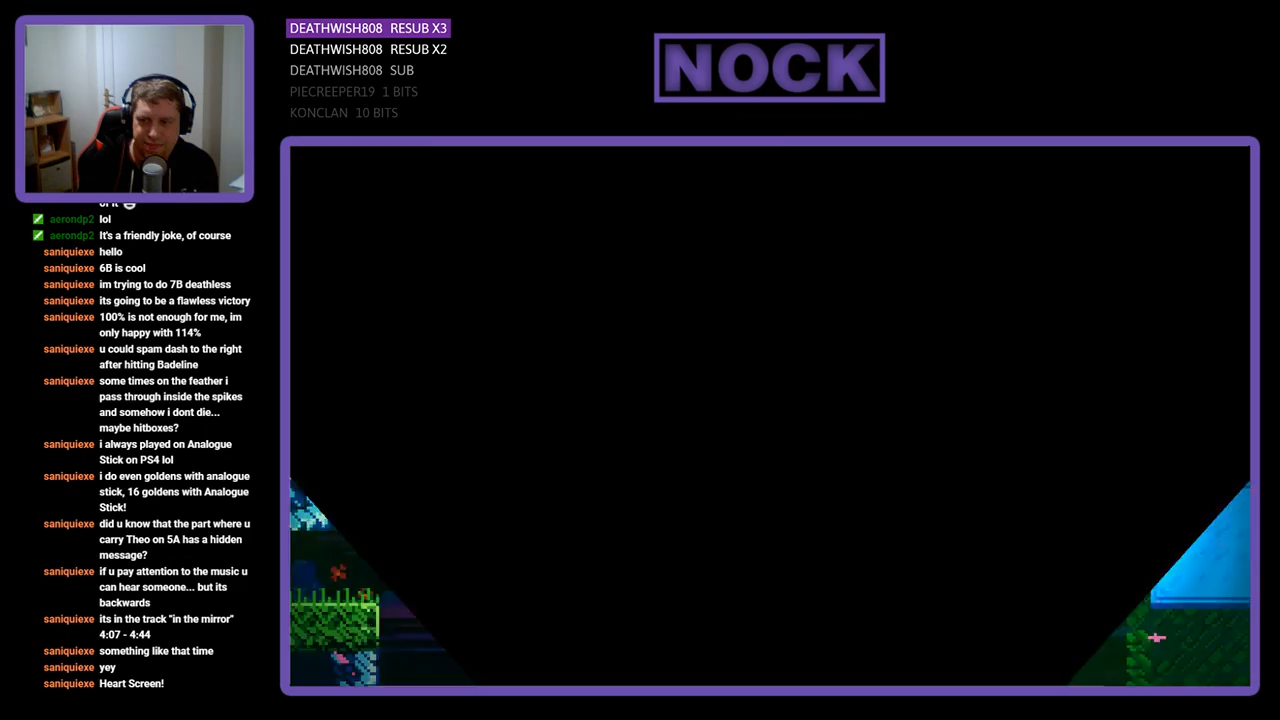 DEATHWISH808 RESUB X3
DEATHWISH808 RESUB X2
DEATHWISH808 SUB
PIECREEPER19 1 BITS
KONCLAN 10 BITS
NOCK
of it
aerondp2 lol
aerondp2 It's a friendly joke, of course
saniquiexe hello
saniquiexe 6B is cool
saniquiexe im trying to do 7B deathless
saniquiexe its going to be a flawless victory
saniquiexe 100% is not enough for me, im
only happy with 114%
saniquiexe u could spam dash to the right
after hitting Badeline
saniquiexe some times on the feather i
pass through inside the spikes
and somehow i dont die...
maybe hitboxes?
saniquiexe i always played on Analogue
Stick on PS4 lol
saniquiexe i do even goldens with analogue
stick, 16 goldens with Analogue
Stick!
saniquiexe did u know that the part where u
carry Theo on 5A has a hidden
message?
saniquiexe if u pay attention to the music u
can hear someone... but its
backwards
saniquiexe its in the track "in the mirror"
4:07 - 4:44
saniquiexe something like that time
saniquiexe yey
saniquiexe Heart Screen!